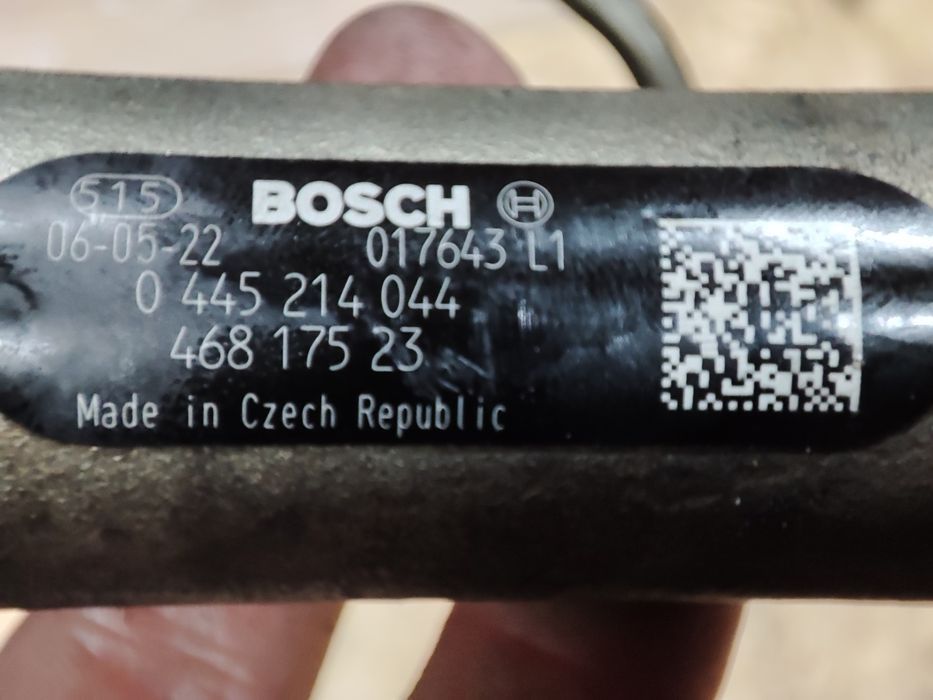 515 BOSCH
06-05-22 017643 L1
0 445 214 044
468 175 23
Made in Czech Republic